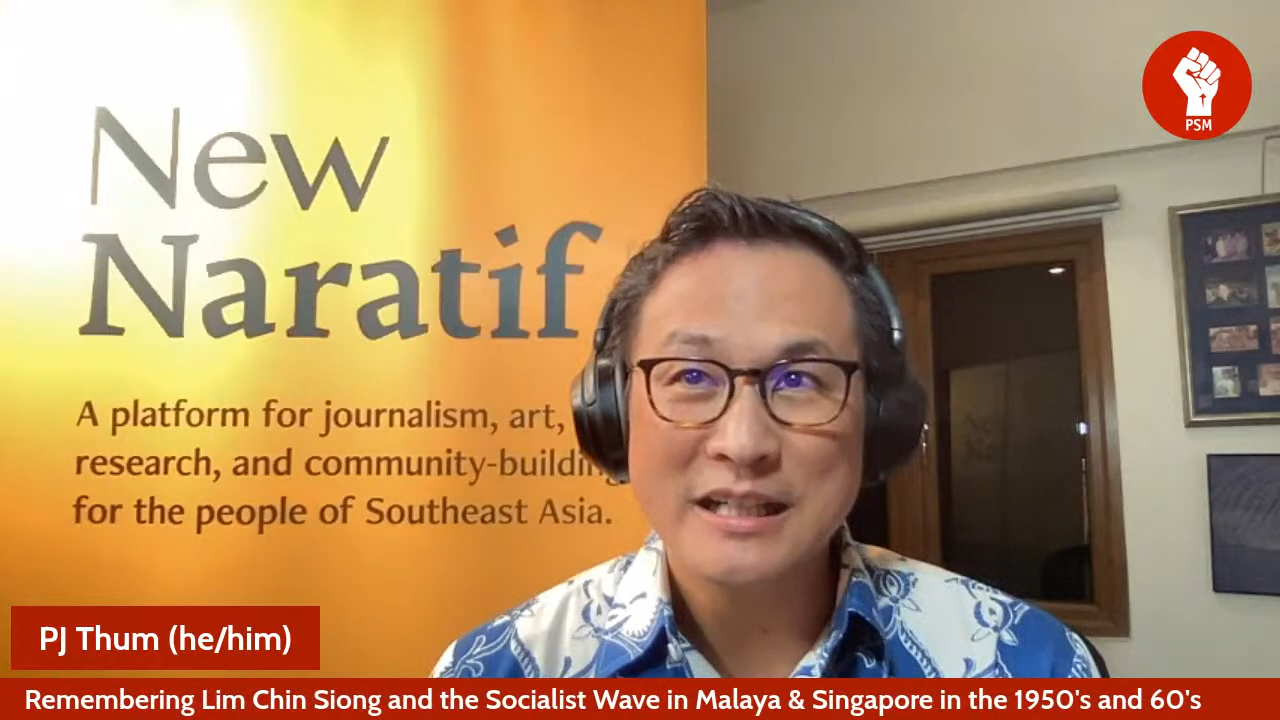 PSM
New
Naratif
A platform for journalism, art,
research, and community-building
for the people of Southeast Asia.
PJ Thum (he/him)
Remembering Lim Chin Siong and the Socialist Wave in Malaya & Singapore in the 1950's and 60's